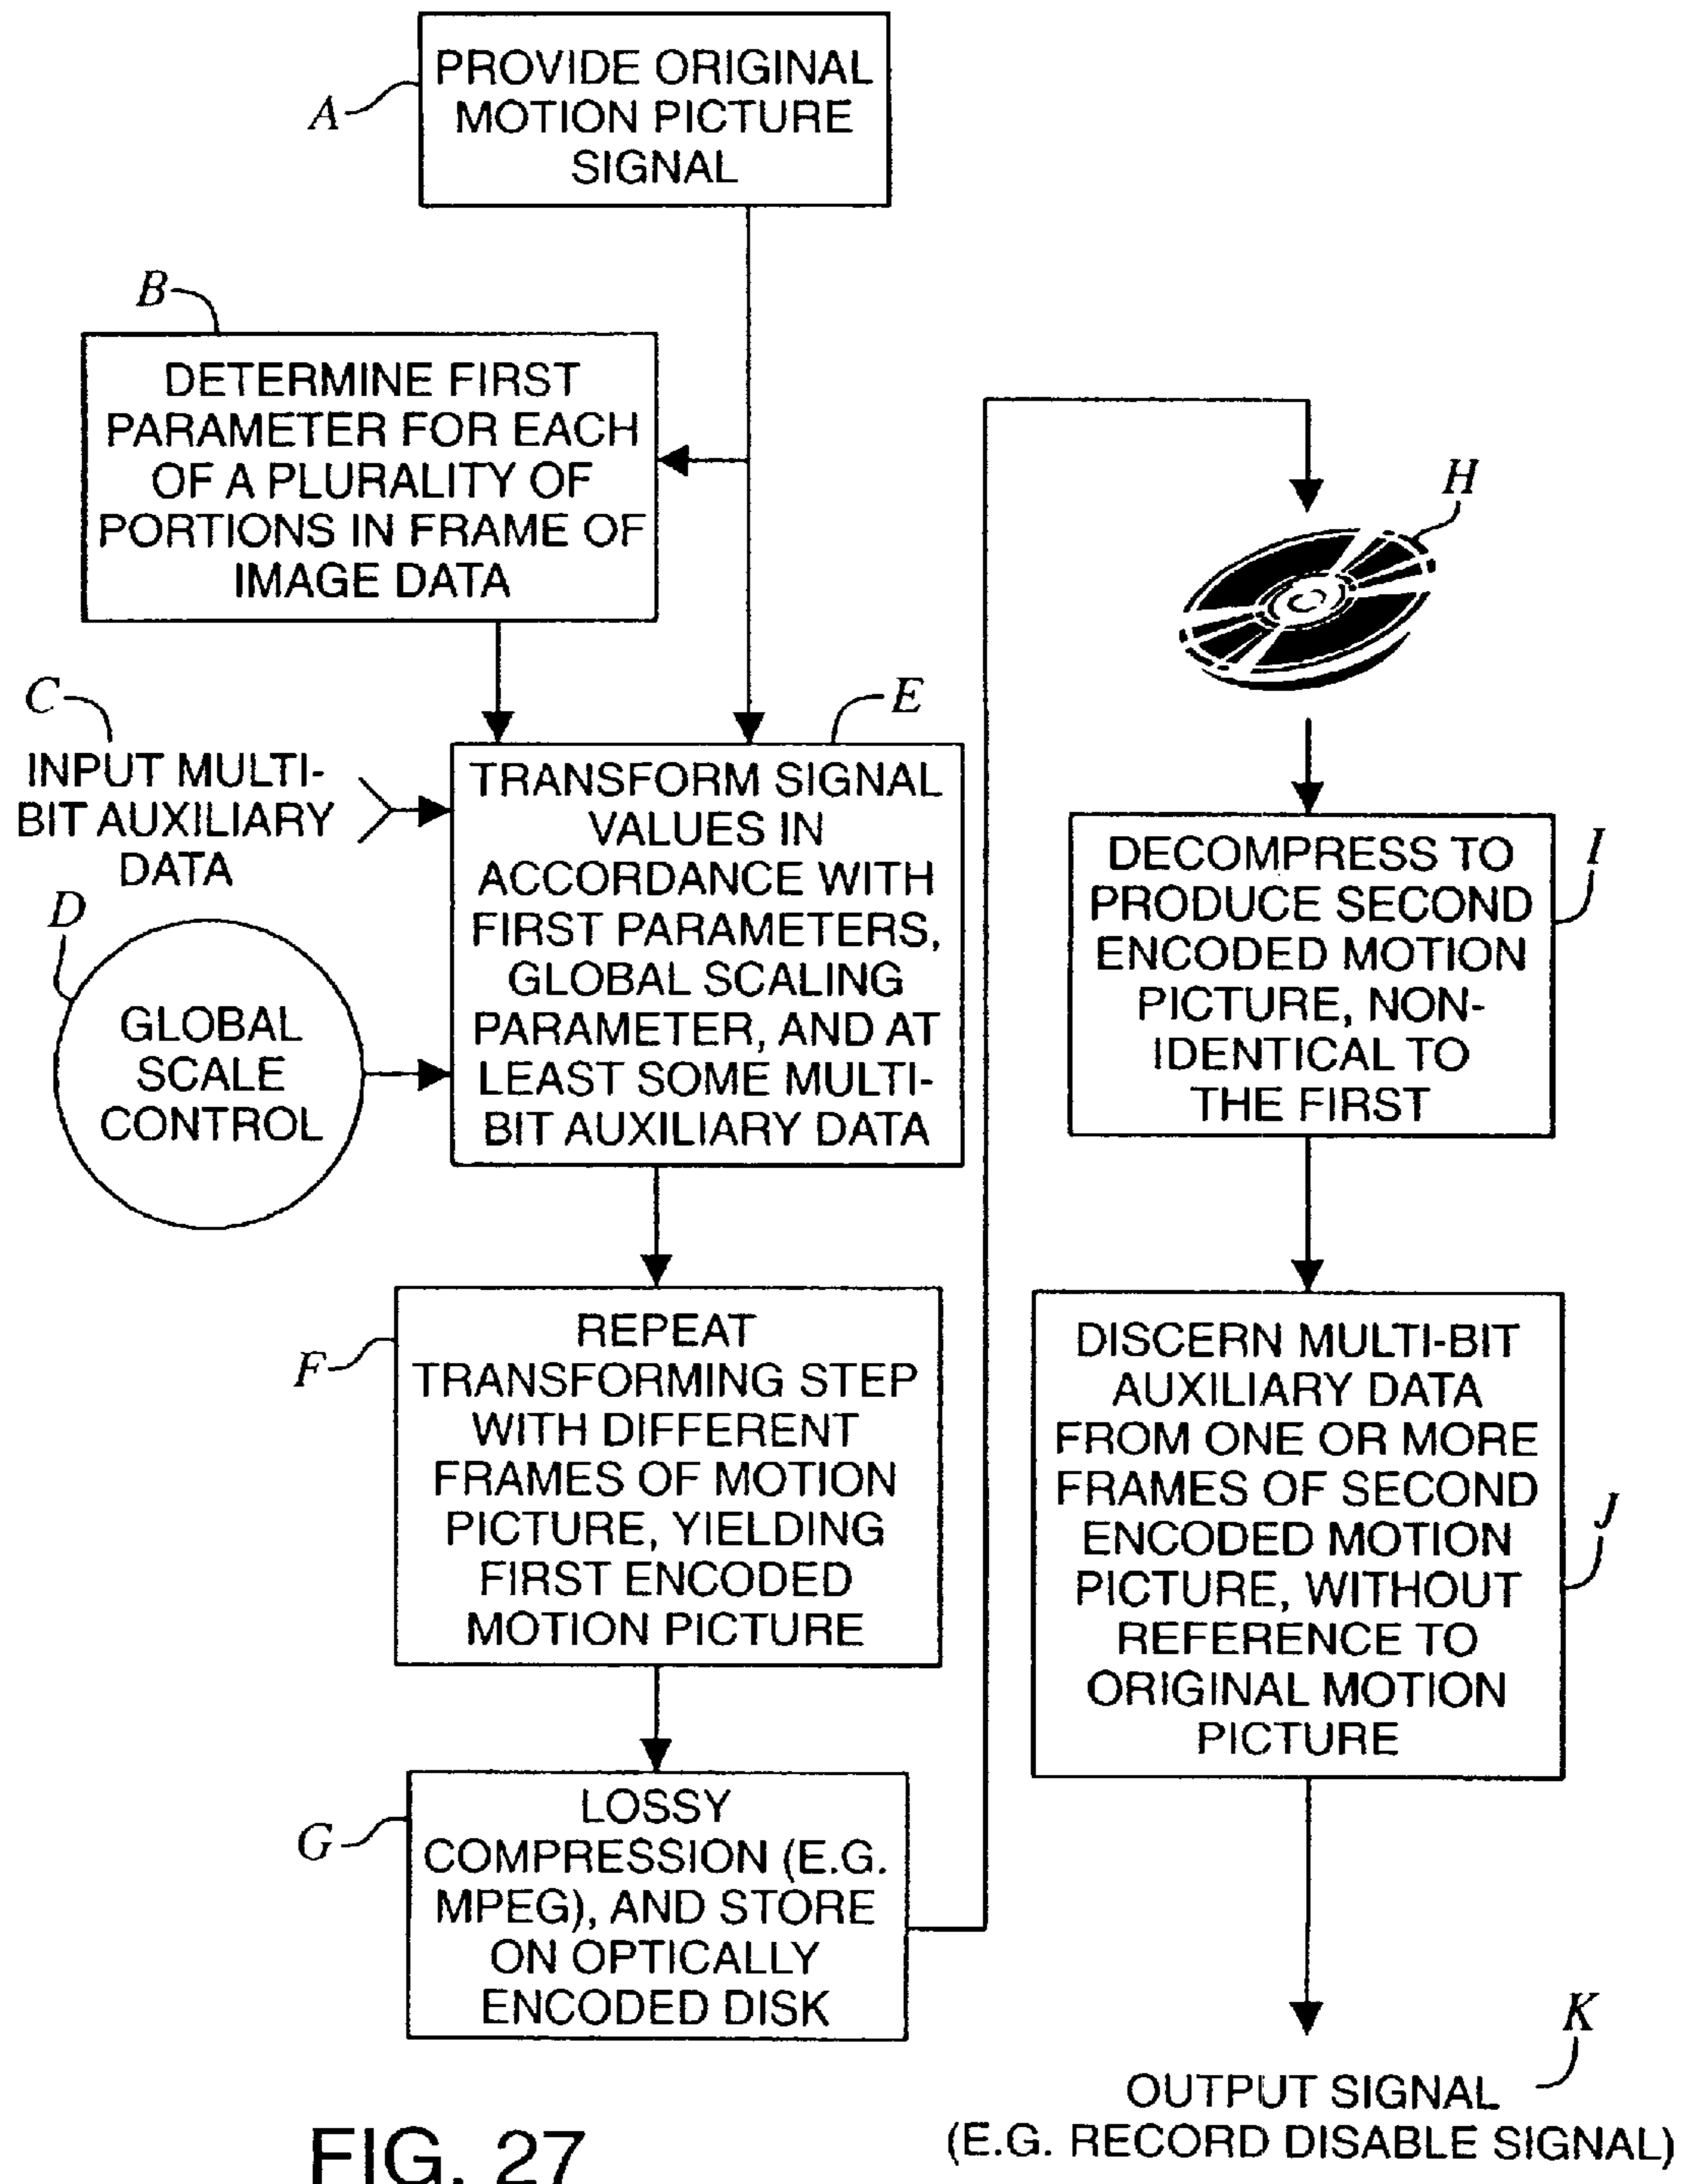 A
PROVIDE ORIGINAL
MOTION PICTURE
SIGNAL
B
DETERMINE FIRST
PARAMETER FOR EACH
OF A PLURALITY OF
PORTIONS IN FRAME OF
IMAGE DATA
C
INPUT MULTI-
BIT AUXILIARY
DATA
D
GLOBAL
SCALE
CONTROL
E
TRANSFORM SIGNAL
VALUES IN
ACCORDANCE WITH
FIRST PARAMETERS,
GLOBAL SCALING
PARAMETER, AND AT
LEAST SOME MULTI-
BIT AUXILIARY DATA
F
REPEAT
TRANSFORMING STEP
WITH DIFFERENT
FRAMES OF MOTION
PICTURE, YIELDING
FIRST ENCODED
MOTION PICTURE
G
LOSSY
COMPRESSION (E.G.
MPEG), AND STORE
ON OPTICALLY
ENCODED DISK
H
I
DECOMPRESS TO
PRODUCE SECOND
ENCODED MOTION
PICTURE, NON-
IDENTICAL TO
THE FIRST
J
DISCERN MULTI-BIT
AUXILIARY DATA
FROM ONE OR MORE
FRAMES OF SECOND
ENCODED MOTION
PICTURE, WITHOUT
REFERENCE TO
ORIGINAL MOTION
PICTURE
K
OUTPUT SIGNAL
(E.G. RECORD DISABLE SIGNAL)
FIG. 27